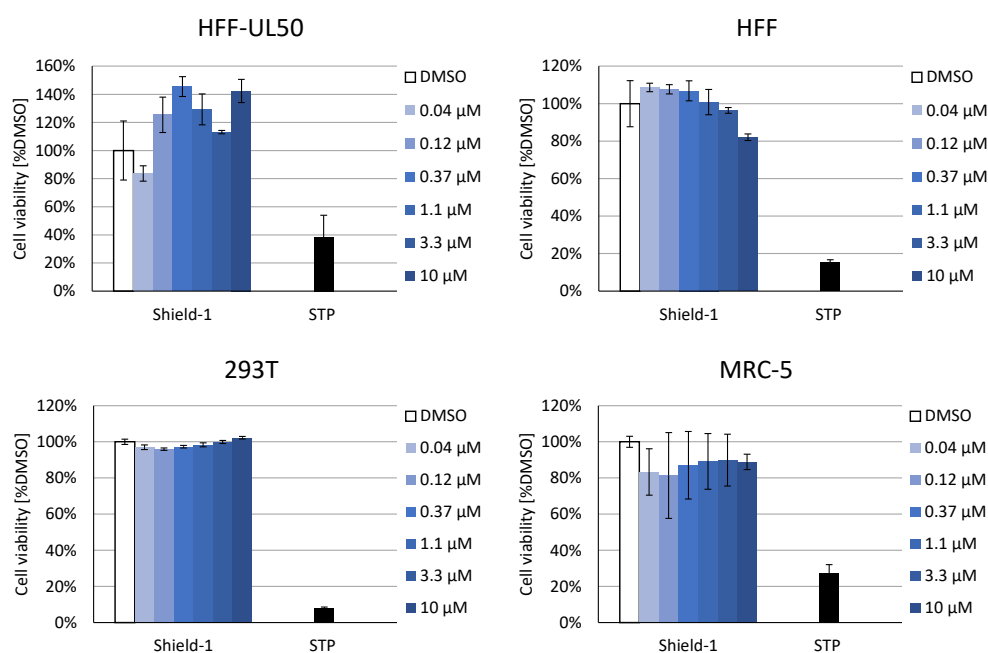 HFF-UL50
Cell viability [%DMSO]
160%
140%
120%
100%
80%
60%
40%
20%
0%
Shield-1 STP
DMSO
0.04 µM
0.12 µM
0.37 µM
1.1 µM
3.3 µM
10 µM
HFF
Cell viability [%DMSO]
120%
100%
80%
60%
40%
20%
0%
Shield-1 STP
DMSO
0.04 µM
0.12 µM
0.37 µM
1.1 µM
3.3 µM
10 µM
293T
Cell viability [%DMSO]
120%
100%
80%
60%
40%
20%
0%
Shield-1 STP
DMSO
0.04 µM
0.12 µM
0.37 µM
1.1 µM
3.3 µM
10 µM
MRC-5
Cell viability [%DMSO]
120%
100%
80%
60%
40%
20%
0%
Shield-1 STP
DMSO
0.04 µM
0.12 µM
0.37 µM
1.1 µM
3.3 µM
10 µM